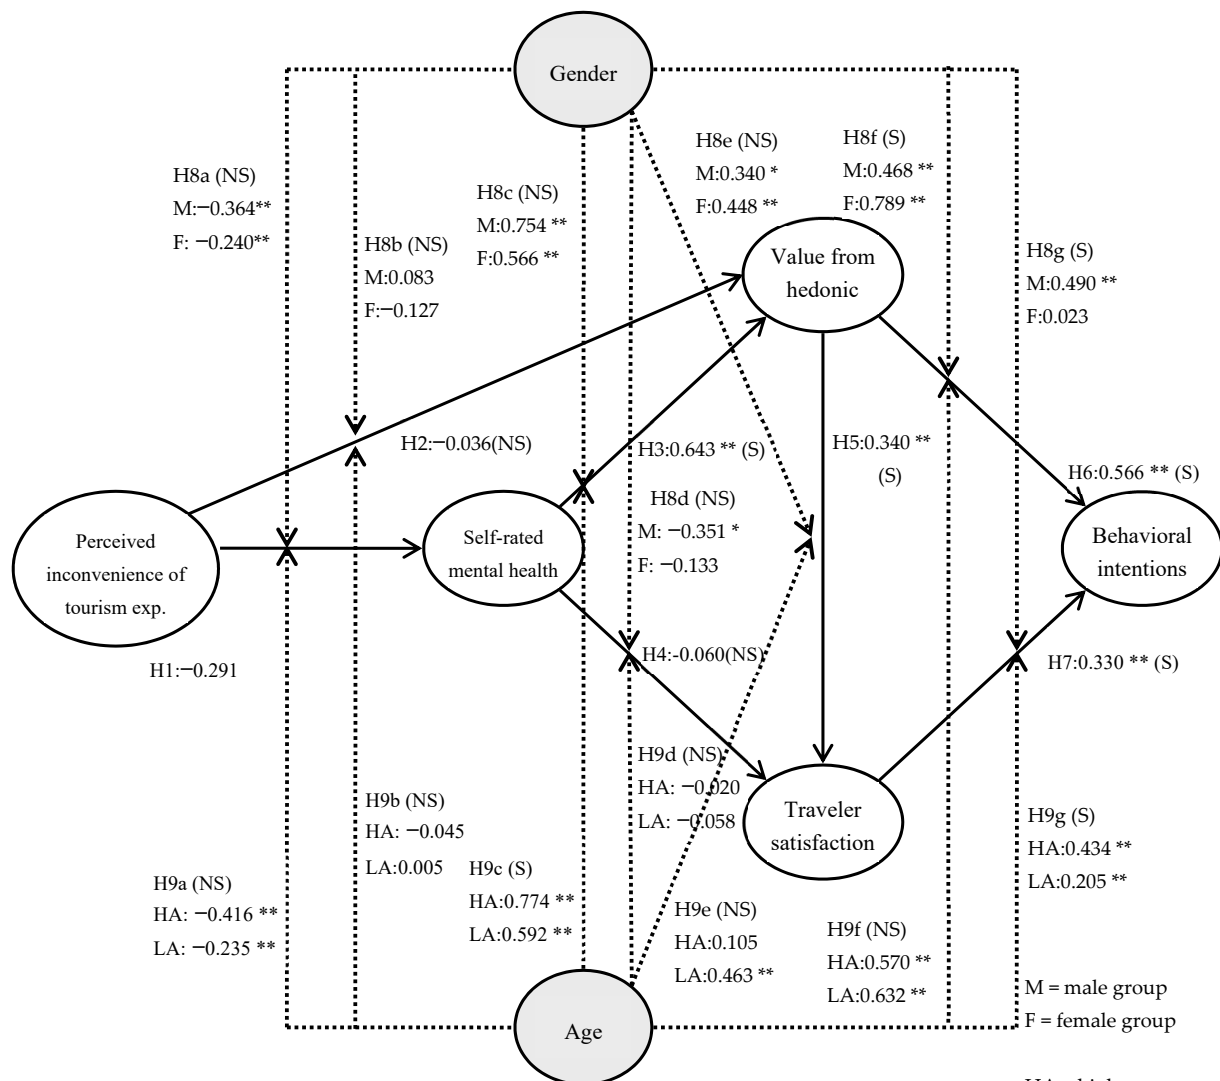 Gender
H8a (NS)
M:−0.364**
F: −0.240**
H8b (NS)
M:0.083
F:−0.127
H8c (NS)
M:0.754 **
F:0.566 **
H8e (NS)
M:0.340 *
F:0.448 **
H8f (S)
M:0.468 **
F:0.789 **
H8g (S)
M:0.490 **
F:0.023
Value from
hedonic
H2:−0.036(NS)
H3:0.643 ** (S)
H5:0.340 **
(S)
H6:0.566 ** (S)
H8d (NS)
M: −0.351 *
F: −0.133
Perceived
inconvenience of
tourism exp.
Self-rated
mental health
Behavioral
intentions
H1:−0.291
H4:-0.060(NS)
H7:0.330 ** (S)
H9d (NS)
HA: −0.020
LA: −0.058
Traveler
satisfaction
H9a (NS)
HA: −0.416 **
LA: −0.235 **
H9b (NS)
HA: −0.045
LA:0.005
H9c (S)
HA:0.774 **
LA:0.592 **
H9e (NS)
HA:0.105
LA:0.463 **
H9f (NS)
HA:0.570 **
LA:0.632 **
H9g (S)
HA:0.434 **
LA:0.205 **
Age
M = male group
F = female group